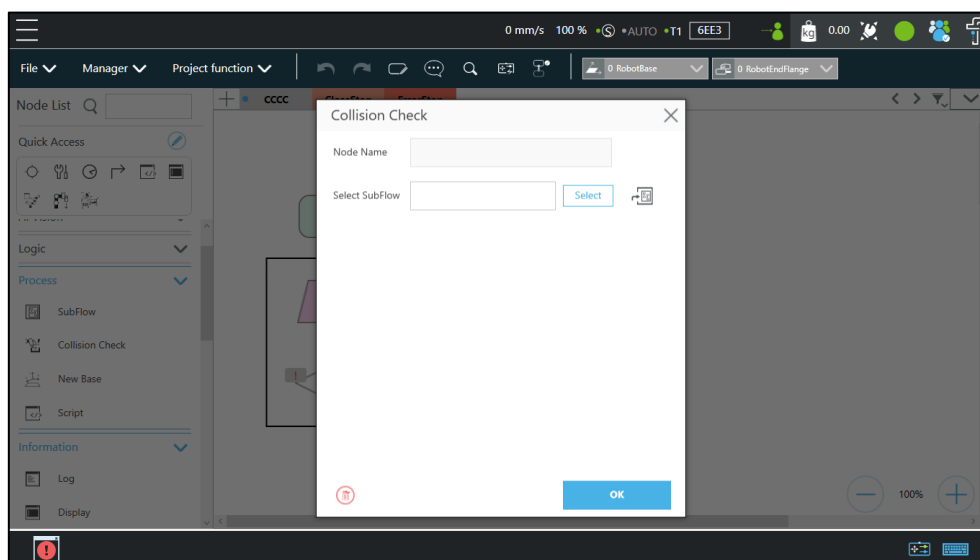 0 mm/s 100 % AUTO T1 6EE3 kg 0.00
File Manager Project function 0 RobotBase 0 RobotEndFlange
Node List
cccc
Quick Access
Logic
Process
SubFlow
Collision Check
New Base
Script
Information
Log
Display
Collision Check
Node Name
Select SubFlow Select
OK
100%